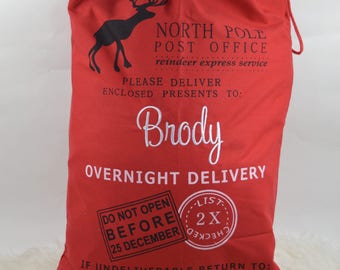 NORTH POLE
POST OFFICE
reindeer express service
PLEASE DELIVER
ENCLOSED PRESENTS TO:
Brody
OVERNIGHT DELIVERY
DO NOT OPEN
BEFORE
25 DECEMBER
LIST
2X
CHECKED
IF UNDELIVERABLE RETURN TO: